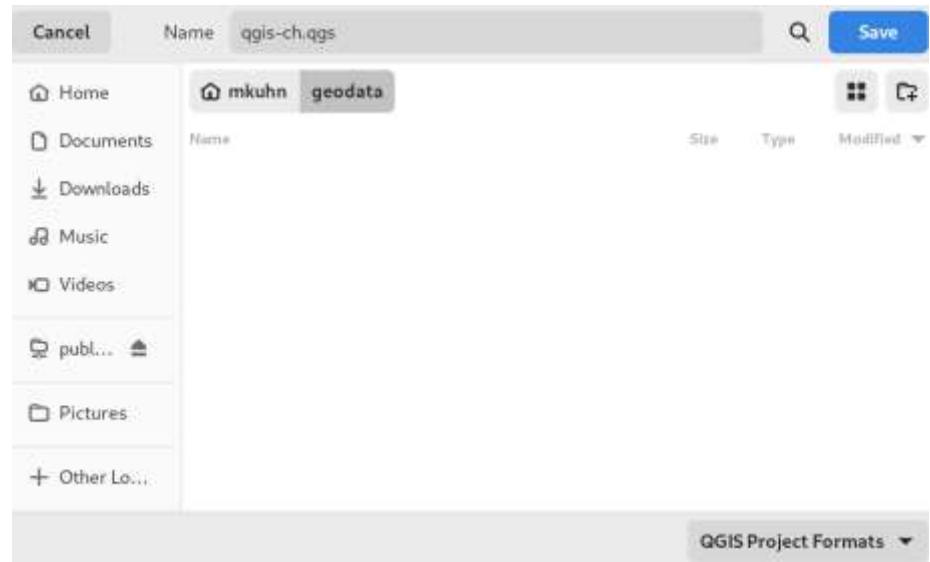 Cancel Name qgis-ch.qgs Save
Home mkuhn geodata
Documents Name Size Type Modified
Downloads
Music
Videos
publ...
Pictures
Other Lo...
QGIS Project Formats